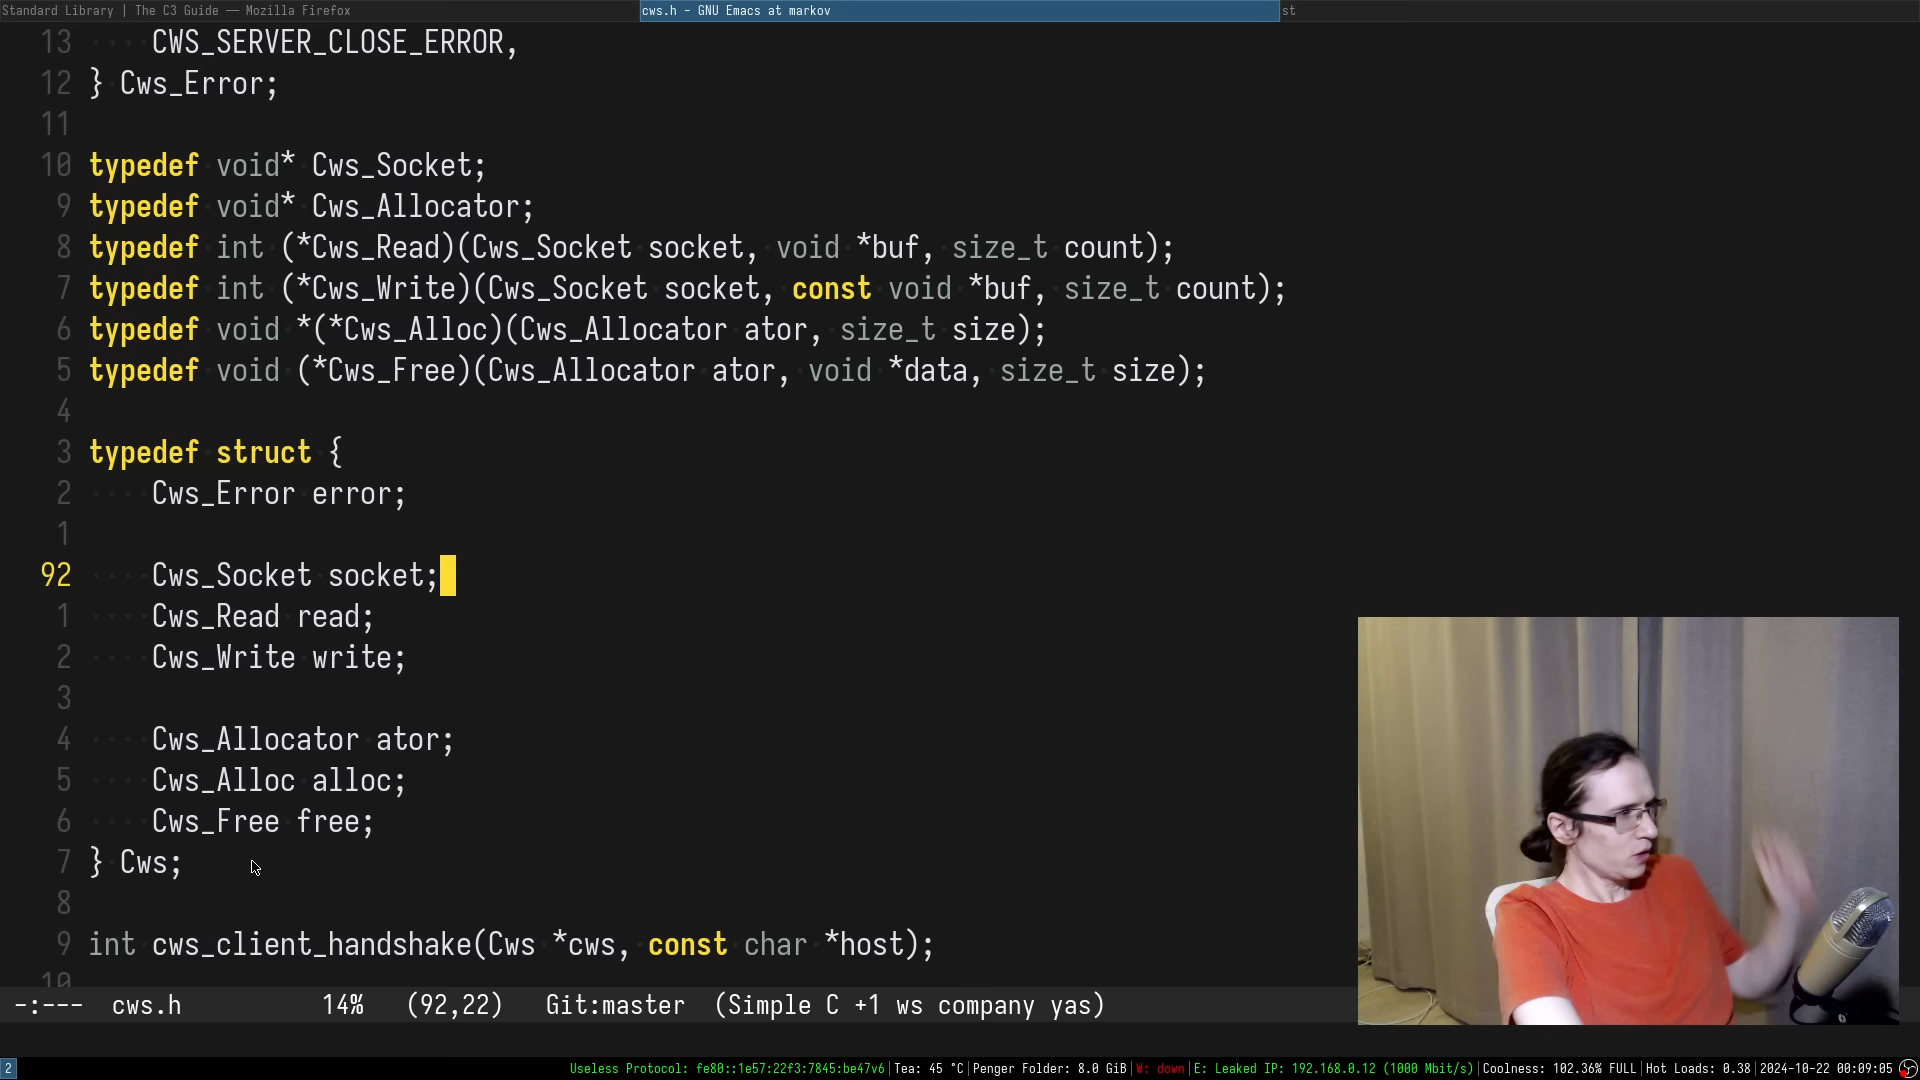 Standard Library | The C3 Guide — Mozilla Firefox
cws.h - GNU Emacs at markov
st
13 CWS_SERVER_CLOSE_ERROR,
12 } Cws_Error;
11
10 typedef void* Cws_Socket;
9 typedef void* Cws_Allocator;
8 typedef int (*Cws_Read)(Cws_Socket socket, void *buf, size_t count);
7 typedef int (*Cws_Write)(Cws_Socket socket, const void *buf, size_t count);
6 typedef void *(*Cws_Alloc)(Cws_Allocator ator, size_t size);
5 typedef void (*Cws_Free)(Cws_Allocator ator, void *data, size_t size);
4
3 typedef struct {
2 Cws_Error error;
1
92 Cws_Socket socket;
1 Cws_Read read;
2 Cws_Write write;
3
4 Cws_Allocator ator;
5 Cws_Alloc alloc;
6 Cws_Free free;
7 } Cws;
8
9 int cws_client_handshake(Cws *cws, const char *host);
10
-:--- cws.h 14% (92,22) Git:master (Simple C +1 ws company yas)
2 Useless Protocol: fe80::1e57:22f3:7845:be47v6|Tea: 45 °C|Penger Folder: 8.0 GiB|W: down|E: Leaked IP: 192.168.0.12 (1000 Mbit/s)|Coolness: 102.36% FULL|Hot Loads: 0.38|2024-10-22 00:09:05